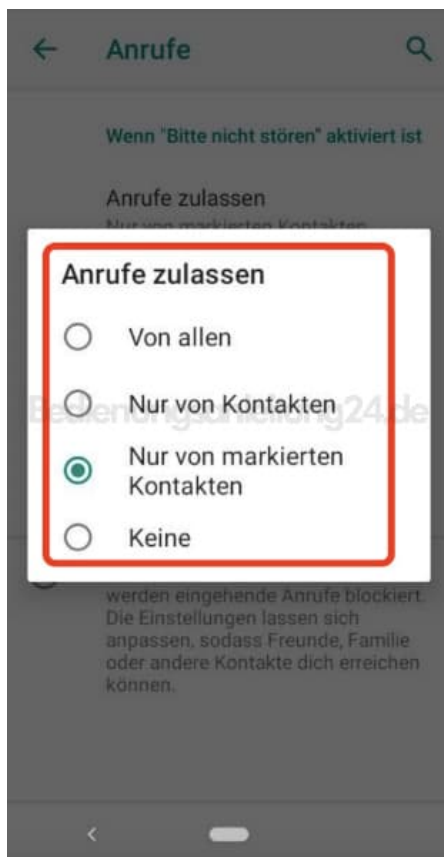 Anrufe
Wenn "Bitte nicht stören" aktiviert ist
Anrufe zulassen
Nur von markierten Kontakten
Anrufe zulassen
Von allen
Nur von Kontakten
Bedienungsanleitung24.de
Nur von markierten
Kontakten
Keine
werden eingehende Anrufe blockiert.
Die Einstellungen lassen sich
anpassen, sodass Freunde, Familie
oder andere Kontakte dich erreichen
können.